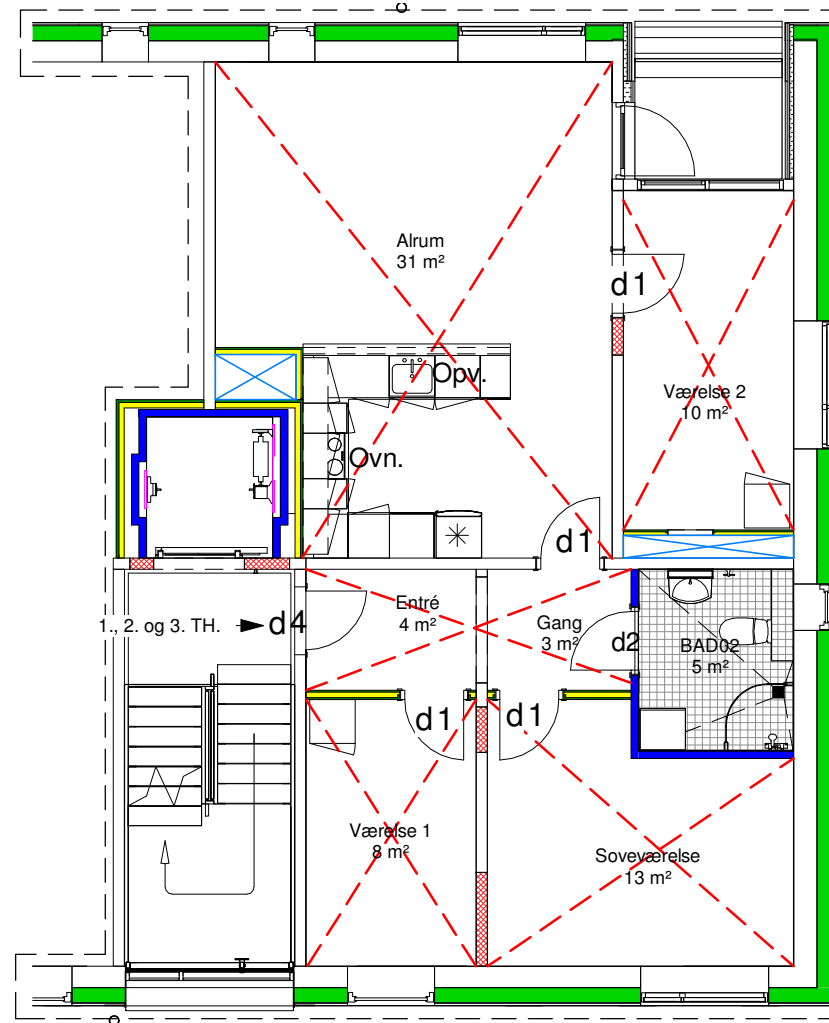 Alrum
31 m²
d1
Opv.
Værelse 2
10 m²
Ovn.
d1
1., 2. og 3. TH.
d4
Entré
4 m²
Gang
3 m²
d2
BAD02
5 m²
d1
d1
Værelse 1
8 m²
Soveværelse
13 m²